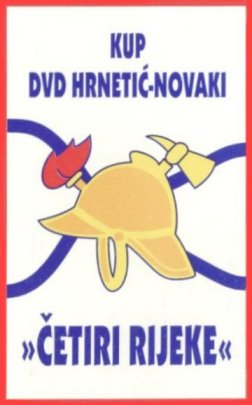 KUP
DVD HRNETIĆ-NOVAKI
»ČETIRI RIJEKE«